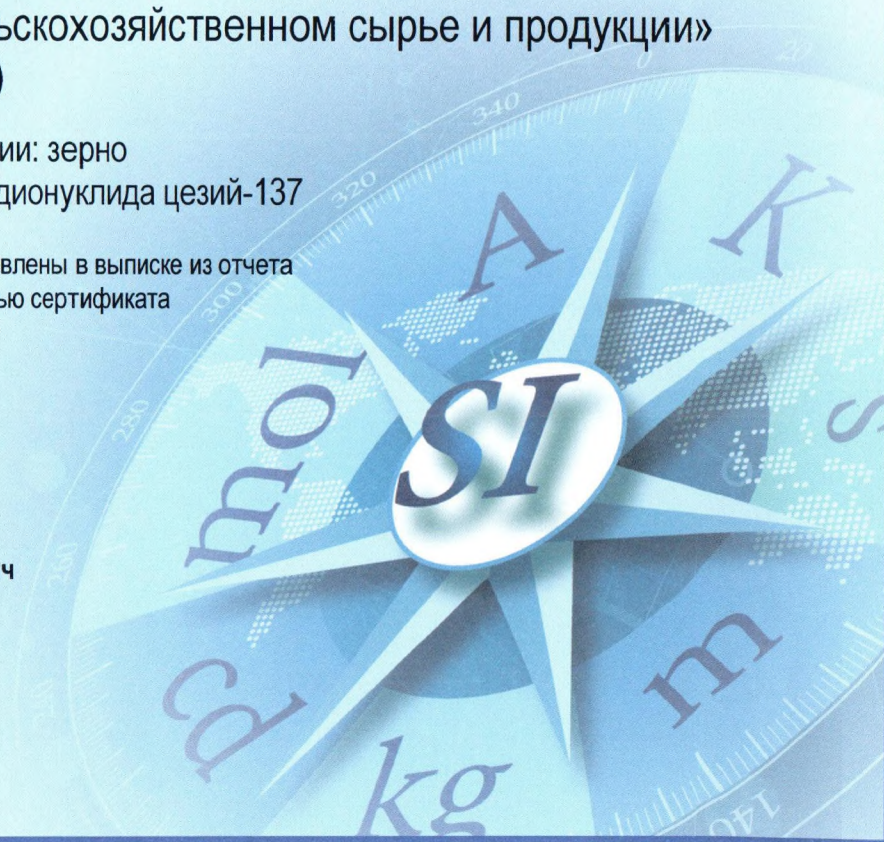 ьскохозяйственном сырье и продукции»
)
ии: зерно
дионуклида цезий-137
влены в выписке из отчета
ью сертификата
ч
20
340
320
300
280
260
140
A
K
s
mol
SI
m
cd
kg